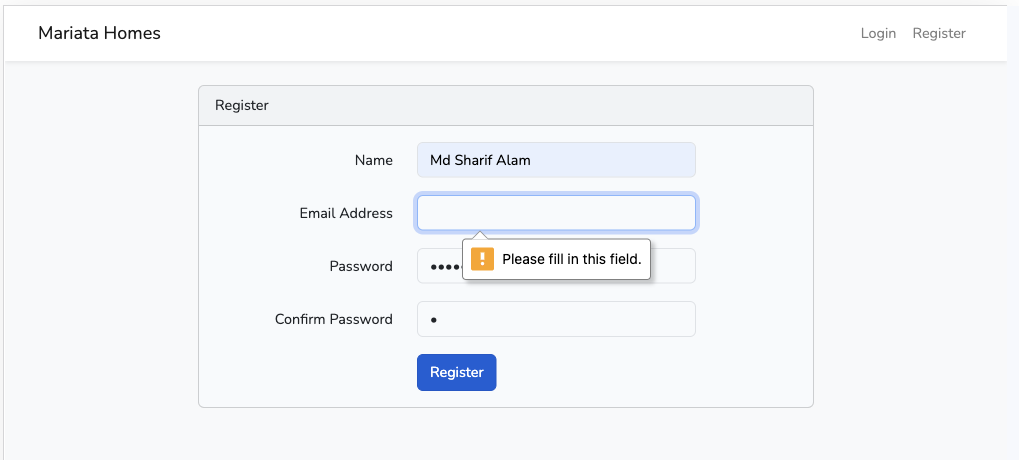 Mariata Homes
Login Register
Register
Name Md Sharif Alam
Email Address
Please fill in this field.
Password ••••
Confirm Password •
Register